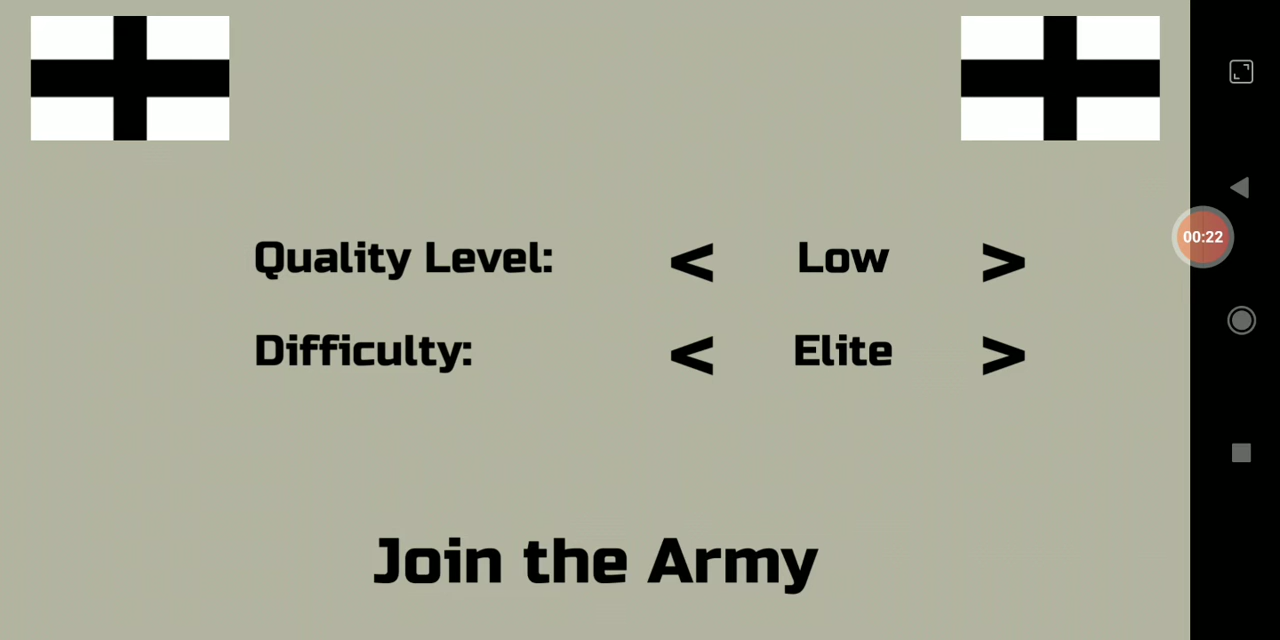 Quality Level: < Low >
00:22
Difficulty: < Elite >
Join the Army